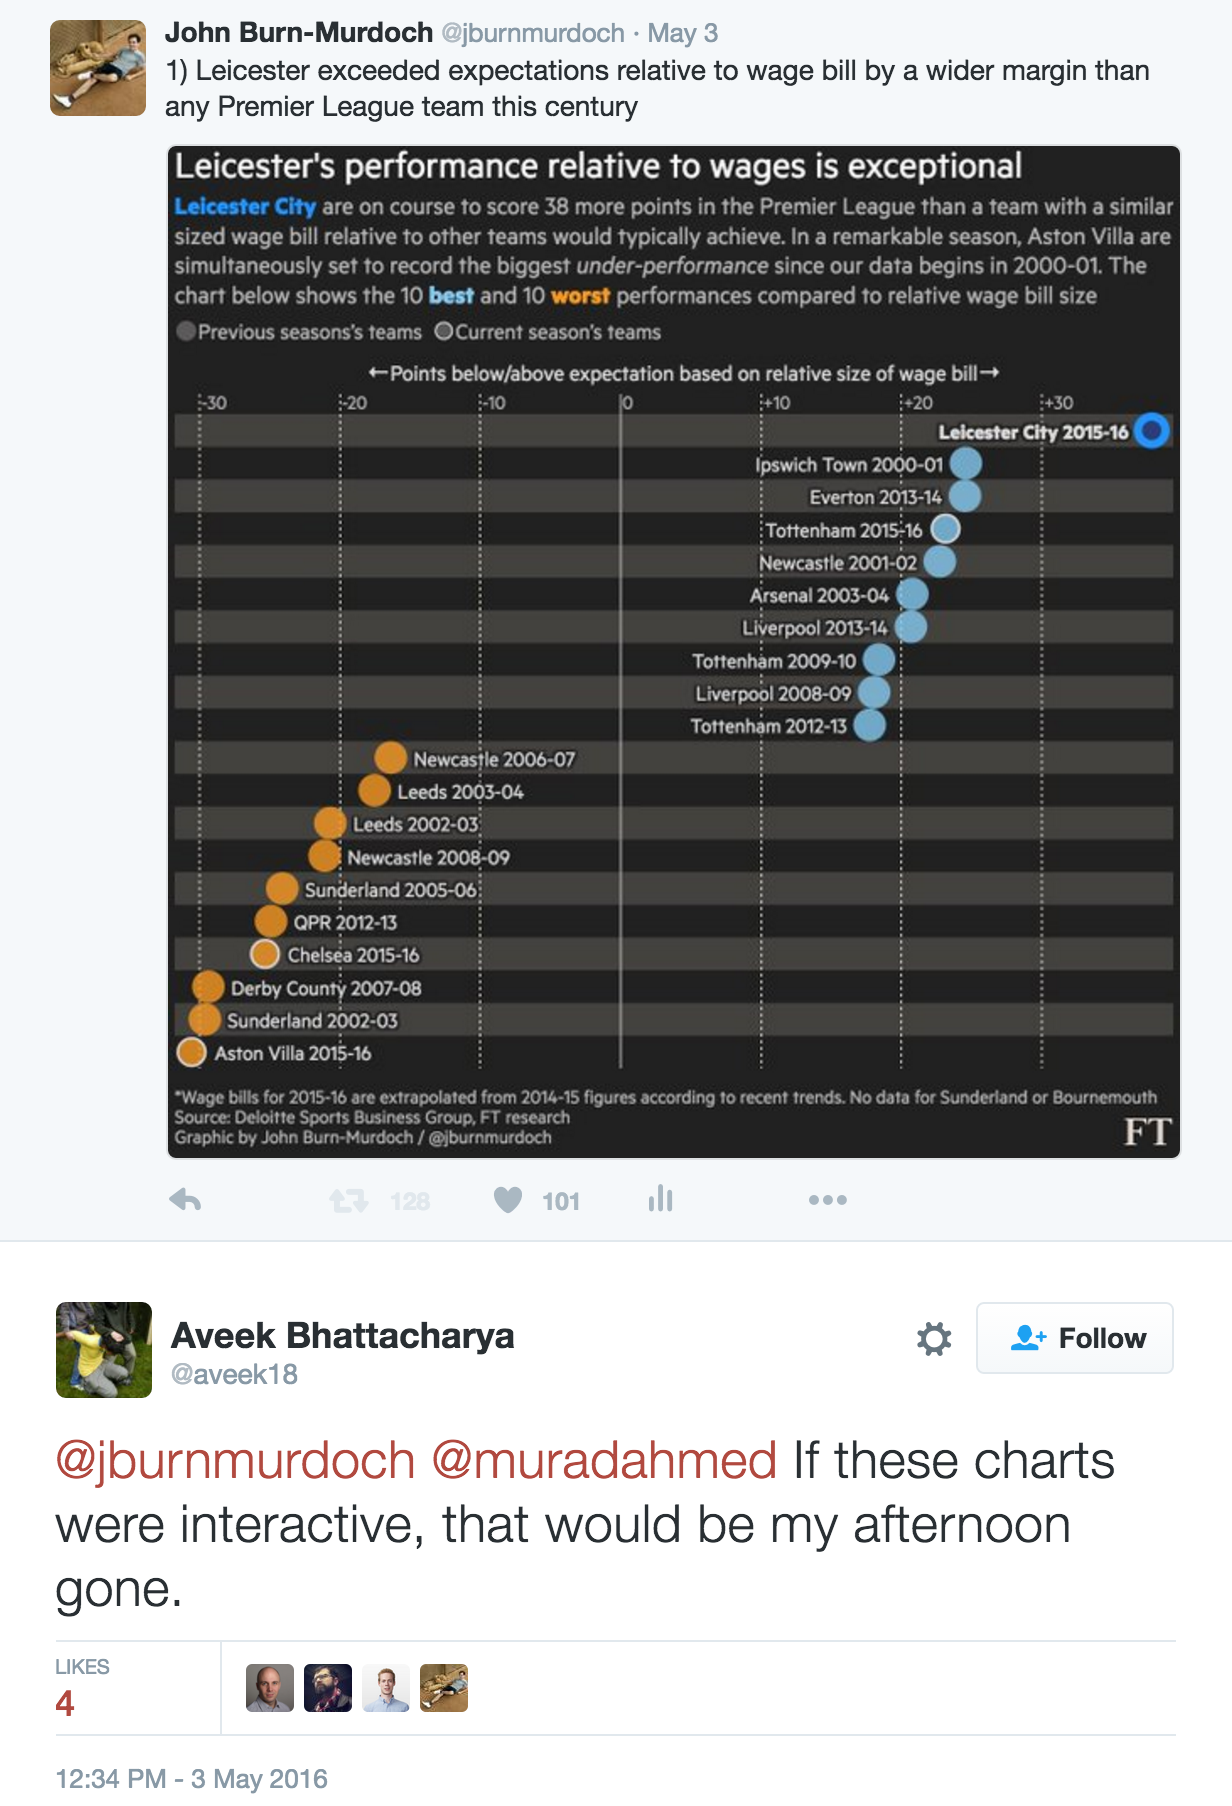 John Burn-Murdoch @jburnmurdoch · May 3
1) Leicester exceeded expectations relative to wage bill by a wider margin than
any Premier League team this century
Leicester's performance relative to wages is exceptional
Leicester City are on course to score 38 more points in the Premier League than a team with a similar
sized wage bill relative to other teams would typically achieve. In a remarkable season, Aston Villa are
simultaneously set to record the biggest under-performance since our data begins in 2000-01. The
chart below shows the 10 best and 10 worst performances compared to relative wage bill size
Previous seasons's teams Current season's teams
←Points below/above expectation based on relative size of wage bill→
-30 -20 -10 0 +10 +20 +30
Leicester City 2015-16
Ipswich Town 2000-01
Everton 2013-14
Tottenham 2015-16
Newcastle 2001-02
Arsenal 2003-04
Liverpool 2013-14
Tottenham 2009-10
Liverpool 2008-09
Tottenham 2012-13
Newcastle 2006-07
Leeds 2003-04
Leeds 2002-03
Newcastle 2008-09
Sunderland 2005-06
QPR 2012-13
Chelsea 2015-16
Derby County 2007-08
Sunderland 2002-03
Aston Villa 2015-16
*Wage bills for 2015-16 are extrapolated from 2014-15 figures according to recent trends. No data for Sunderland or Bournemouth
Source: Deloitte Sports Business Group, FT research
Graphic by John Burn-Murdoch / @jburnmurdoch
FT
128 101
Aveek Bhattacharya
@aveek18
Follow
@jburnmurdoch @muradahmed If these charts
were interactive, that would be my afternoon
gone.
LIKES
4
12:34 PM - 3 May 2016